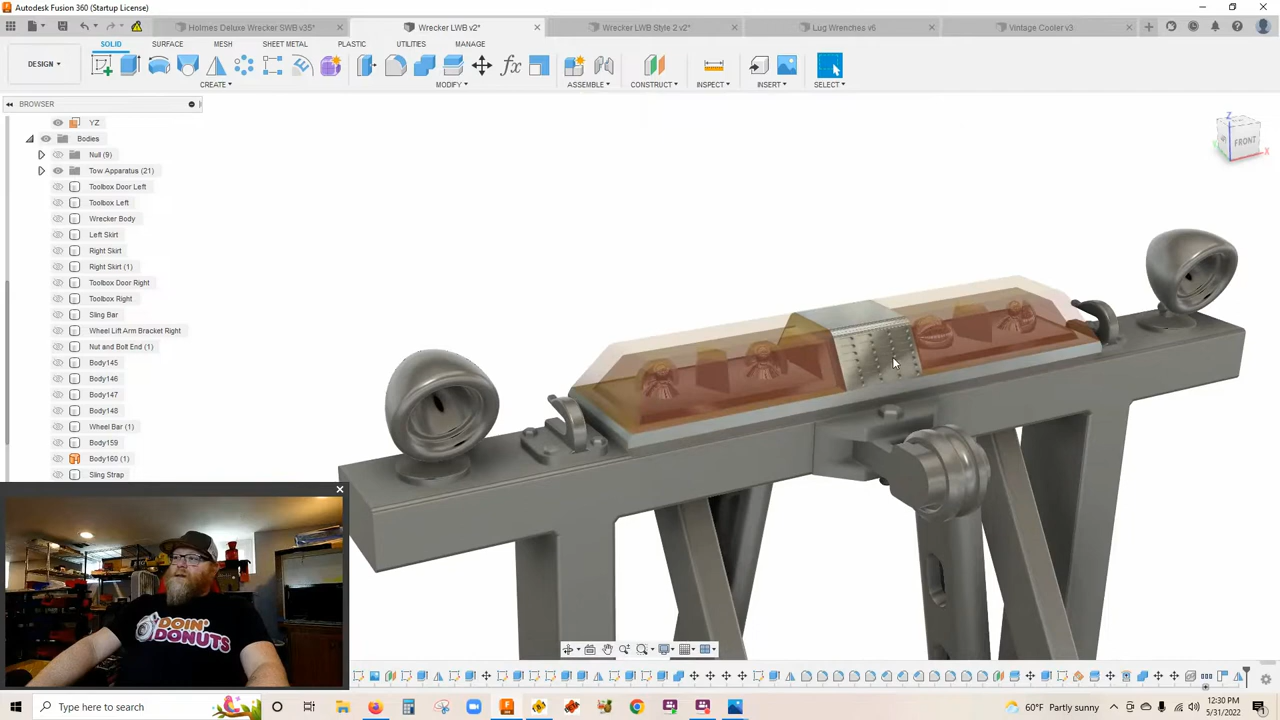 Autodesk Fusion 360 (Startup License)
Holmes Deluxe Wrecker SWB v35*
Wrecker LWB v2*
Wrecker LWB Style 2 v2*
Lug Wrenches v6
Vintage Cooler v3
SOLID
SURFACE
MESH
SHEET METAL
PLASTIC
UTILITIES
MANAGE
DESIGN
CREATE
MODIFY
ASSEMBLE
CONSTRUCT
INSPECT
INSERT
SELECT
BROWSER
YZ
Bodies
Null (9)
Tow Apparatus (21)
Toolbox Door Left
Toolbox Left
Wrecker Body
Left Skirt
Right Skirt
Right Skirt (1)
Toolbox Door Right
Toolbox Right
Sling Bar
Wheel Lift Arm Bracket Right
Nut and Bolt (1)
Body145
Body146
Body147
Body148
Wheel Bar (1)
Body159
Body160 (1)
Sling Strap
Z
FRONT
X
DOIN'
DONUTS
Type here to search
60°F Partly sunny
12:30 PM
5/31/2022